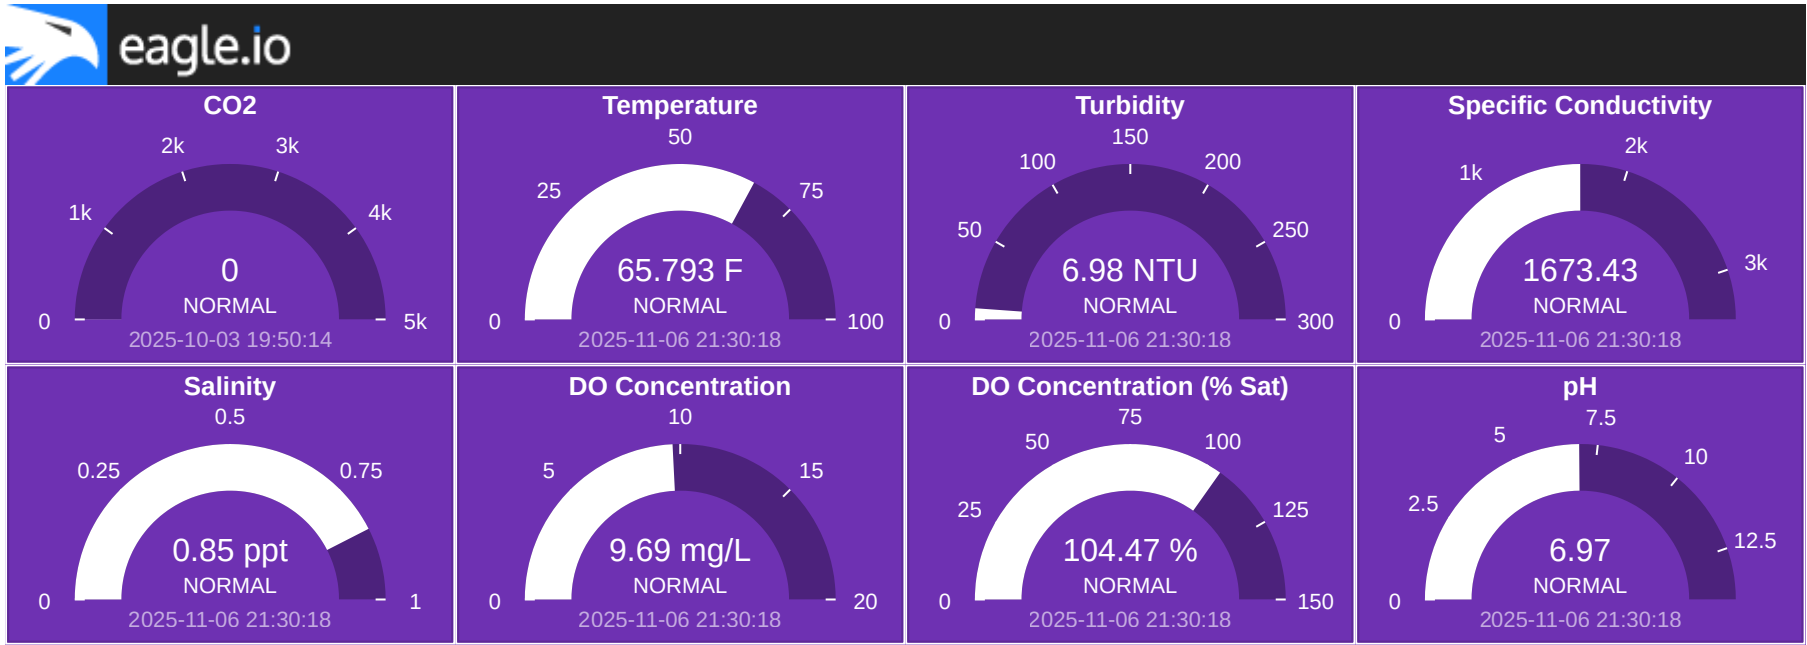 eagle.io
CO2
0
1k
2k
3k
4k
5k
0
NORMAL
2025-10-03 19:50:14
Temperature
0
25
50
75
100
65.793 F
NORMAL
2025-11-06 21:30:18
Turbidity
0
50
100
150
200
250
300
6.98 NTU
NORMAL
2025-11-06 21:30:18
Specific Conductivity
0
1k
2k
3k
1673.43
NORMAL
2025-11-06 21:30:18
Salinity
0
0.25
0.5
0.75
1
0.85 ppt
NORMAL
2025-11-06 21:30:18
DO Concentration
0
5
10
15
20
9.69 mg/L
NORMAL
2025-11-06 21:30:18
DO Concentration (% Sat)
0
25
50
75
100
125
150
104.47 %
NORMAL
2025-11-06 21:30:18
pH
0
2.5
5
7.5
10
12.5
6.97
NORMAL
2025-11-06 21:30:18